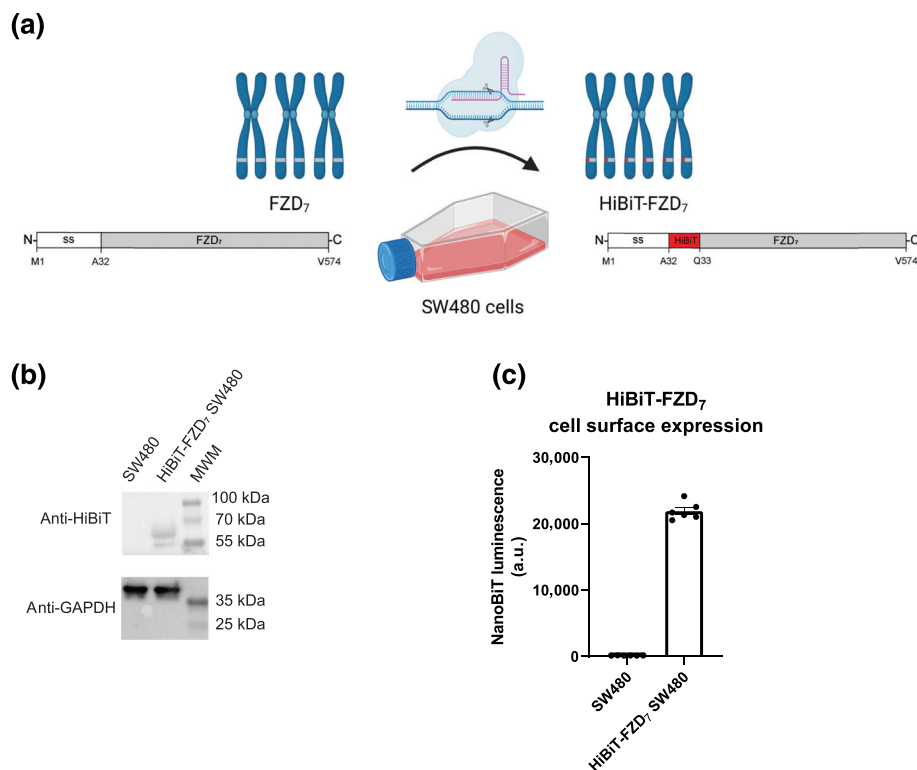 (a)
FZD₇
HiBiT-FZD₇
N- ss FZD₇ -C
M1 A32 V574
N- ss HiBiT FZD₇ -C
M1 A32 Q33 V574
SW480 cells
(b)
SW480
HiBiT-FZD₇ SW480
MWM
Anti-HiBiT
100 kDa
70 kDa
55 kDa
Anti-GAPDH
35 kDa
25 kDa
(c)
HiBiT-FZD₇
cell surface expression
NanoBiT luminescence
(a.u.)
30,000
20,000
10,000
0
SW480
HiBiT-FZD₇ SW480